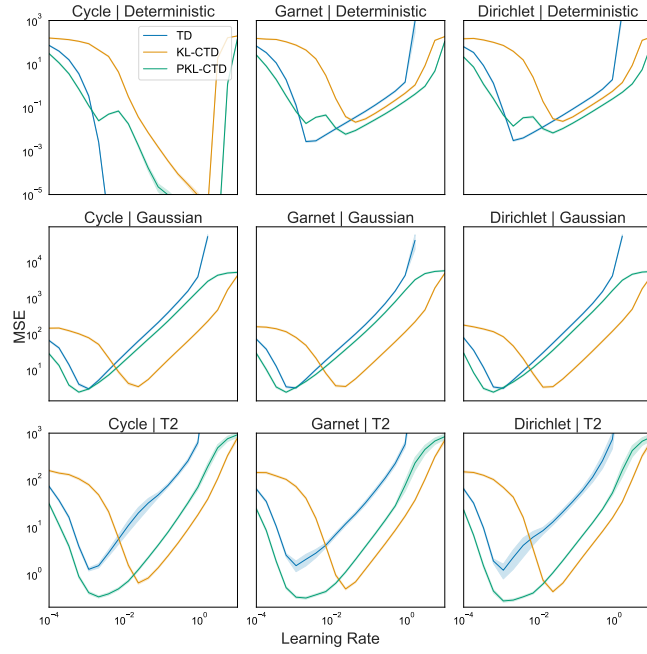 Cycle | Deterministic
Garnet | Deterministic
Dirichlet | Deterministic
TD
KL-CTD
PKL-CTD
10^3
10^1
10^-1
10^-3
10^-5
Cycle | Gaussian
Garnet | Gaussian
Dirichlet | Gaussian
MSE
10^4
10^3
10^2
10^1
Cycle | T2
Garnet | T2
Dirichlet | T2
10^3
10^2
10^1
10^0
10^-4 10^-2 10^0 10^-4 10^-2 10^0 10^-4 10^-2 10^0
Learning Rate